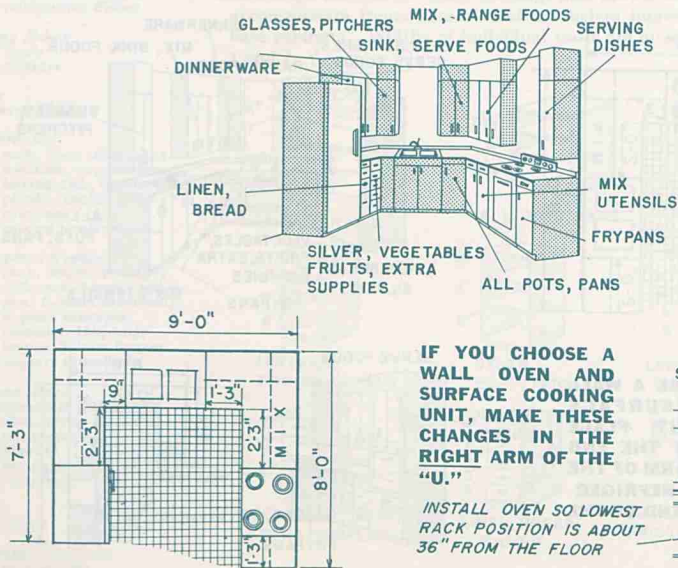 GLASSES, PITCHERS
MIX, RANGE FOODS
SINK, SERVE FOODS
SERVING
DISHES
DINNERWARE
LINEN,
BREAD
MIX
UTENSILS
FRYPANS
SILVER, VEGETABLES
FRUITS, EXTRA
SUPPLIES
ALL POTS, PANS
9'-0"
7'-3"
9"
1'-3"
2'-3"
2'-3"
MIX
8'-0"
1'-3"
IF YOU CHOOSE A
WALL OVEN AND
SURFACE COOKING
UNIT, MAKE THESE
CHANGES IN THE
RIGHT ARM OF THE
"U."
INSTALL OVEN SO LOWEST
RACK POSITION IS ABOUT
36" FROM THE FLOOR